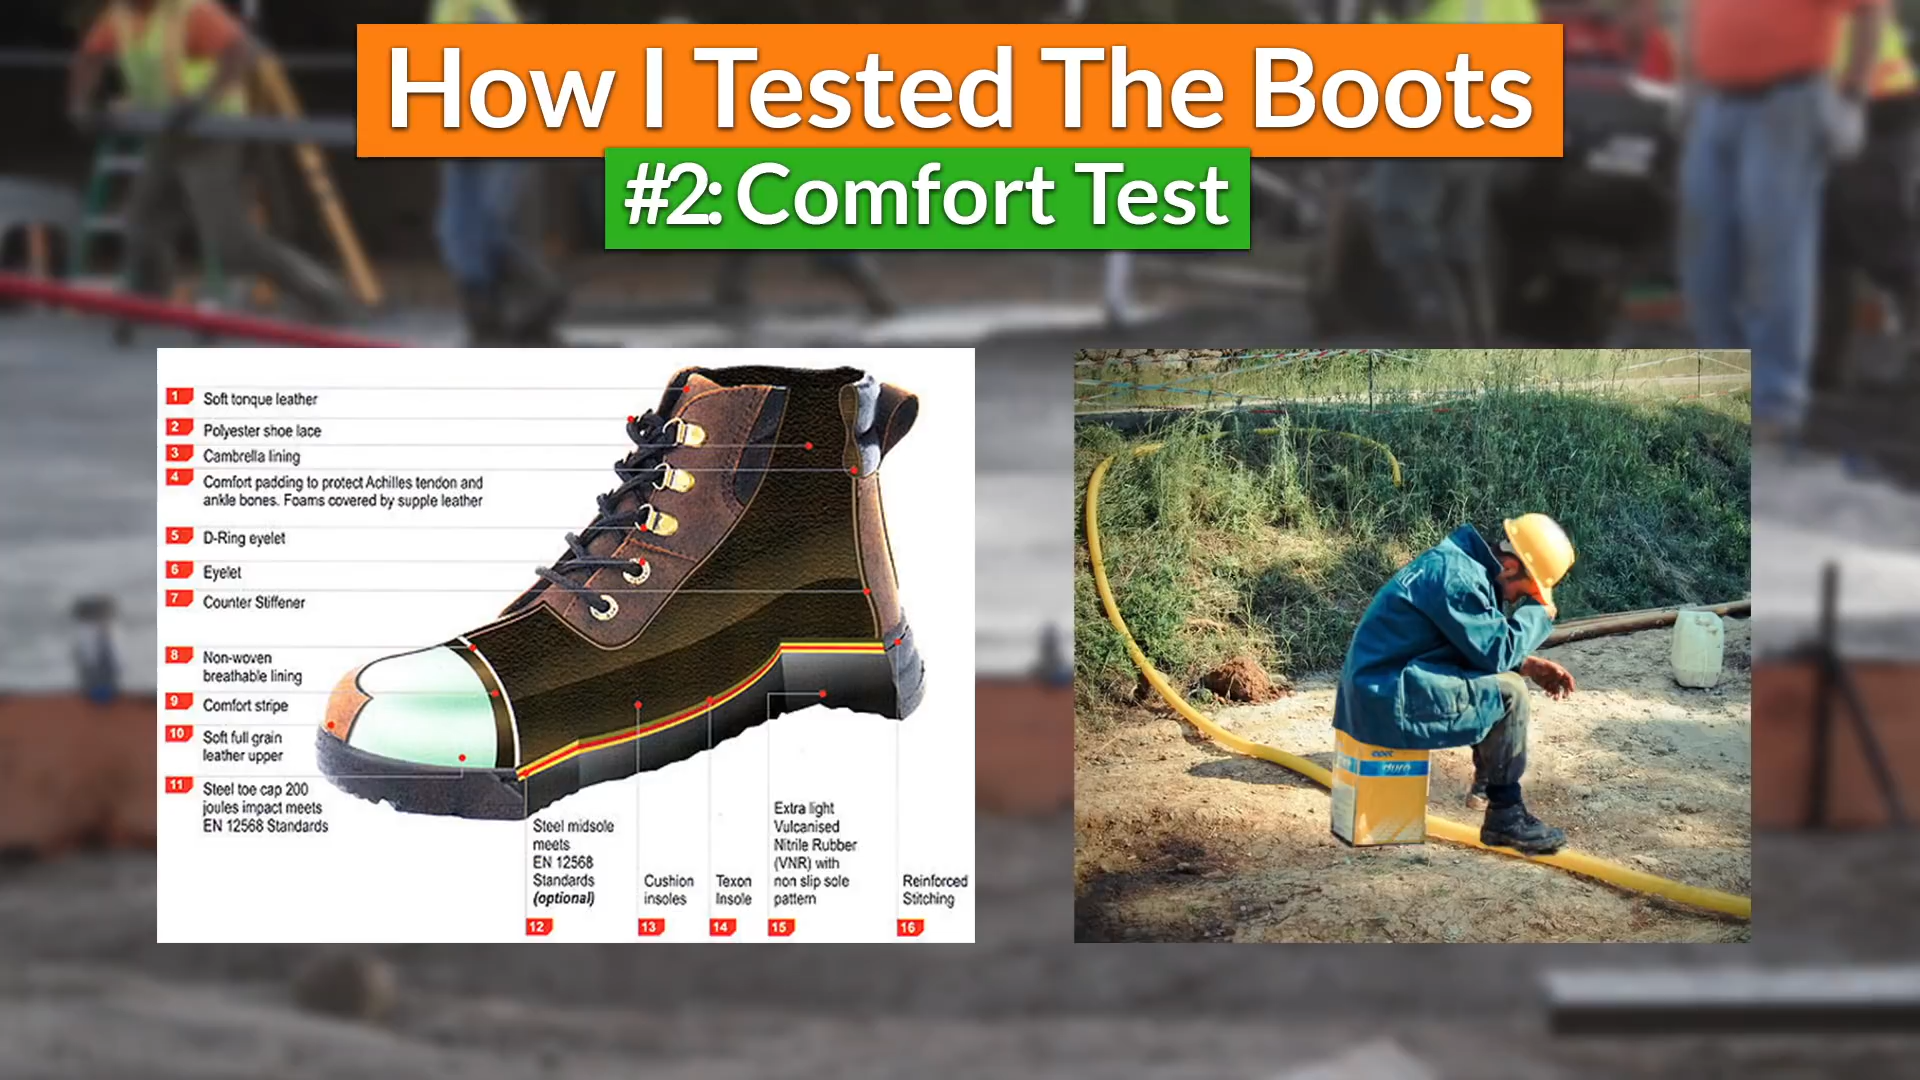 How I Tested The Boots
#2: Comfort Test
1 Soft tonque leather
2 Polyester shoe lace
3 Cambrella lining
4 Comfort padding to protect Achilles tendon and
ankle bones. Foams covered by supple leather
5 D-Ring eyelet
6 Eyelet
7 Counter Stiffener
8 Non-woven
breathable lining
9 Comfort stripe
10 Soft full grain
leather upper
11 Steel toe cap 200
joules impact meets
EN 12568 Standards
Steel midsole
meets
EN 12568
Standards
(optional)
12
Cushion
insoles
13
Texon
Insole
14
Extra light
Vulcanised
Nitrile Rubber
(VNR) with
non slip sole
pattern
15
Reinforced
Stitching
16
duro